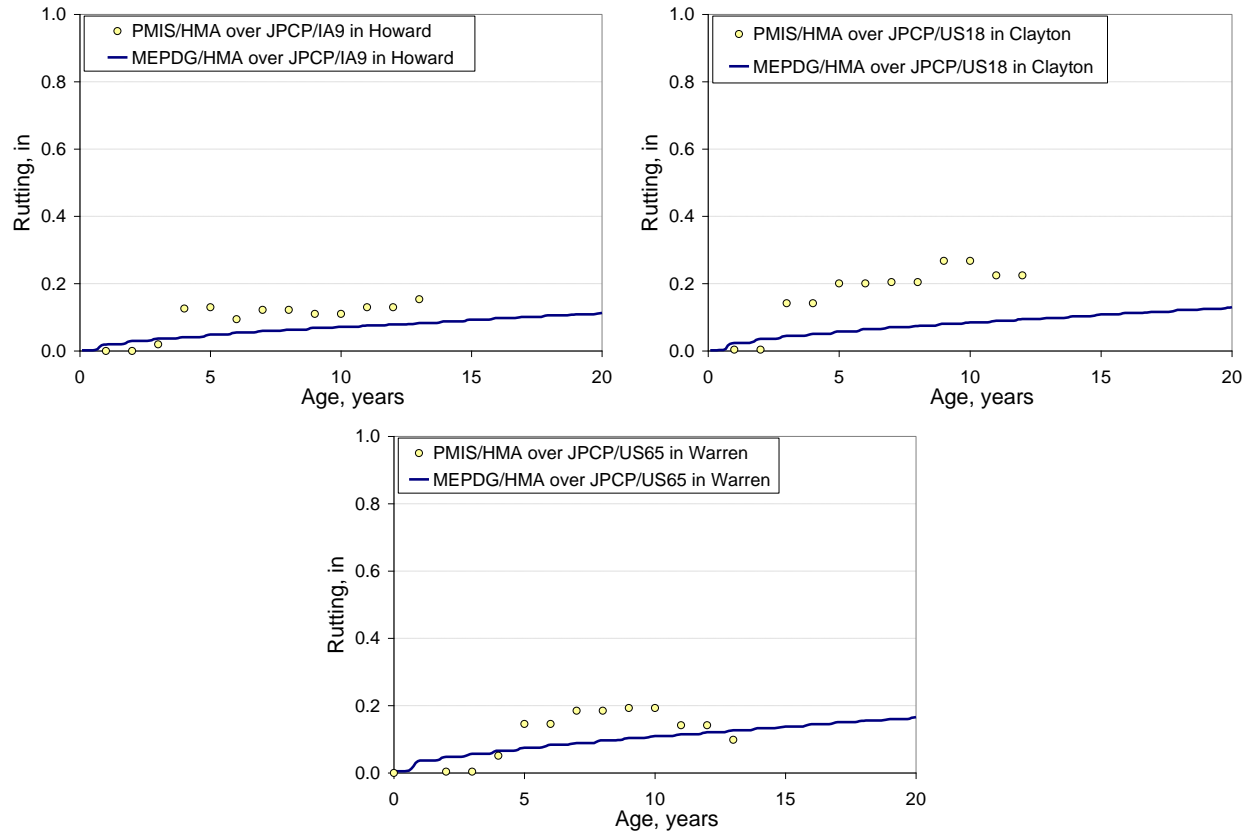 PMIS/HMA over JPCP/IA9 in Howard
MEPDG/HMA over JPCP/IA9 in Howard
1.0
0.8
0.6
0.4
0.2
0.0
Rutting, in
0 5 10 15 20
Age, years
PMIS/HMA over JPCP/US18 in Clayton
MEPDG/HMA over JPCP/US18 in Clayton
1.0
0.8
0.6
0.4
0.2
0.0
Rutting, in
0 5 10 15 20
Age, years
PMIS/HMA over JPCP/US65 in Warren
MEPDG/HMA over JPCP/US65 in Warren
1.0
0.8
0.6
0.4
0.2
0.0
Rutting, in
0 5 10 15 20
Age, years